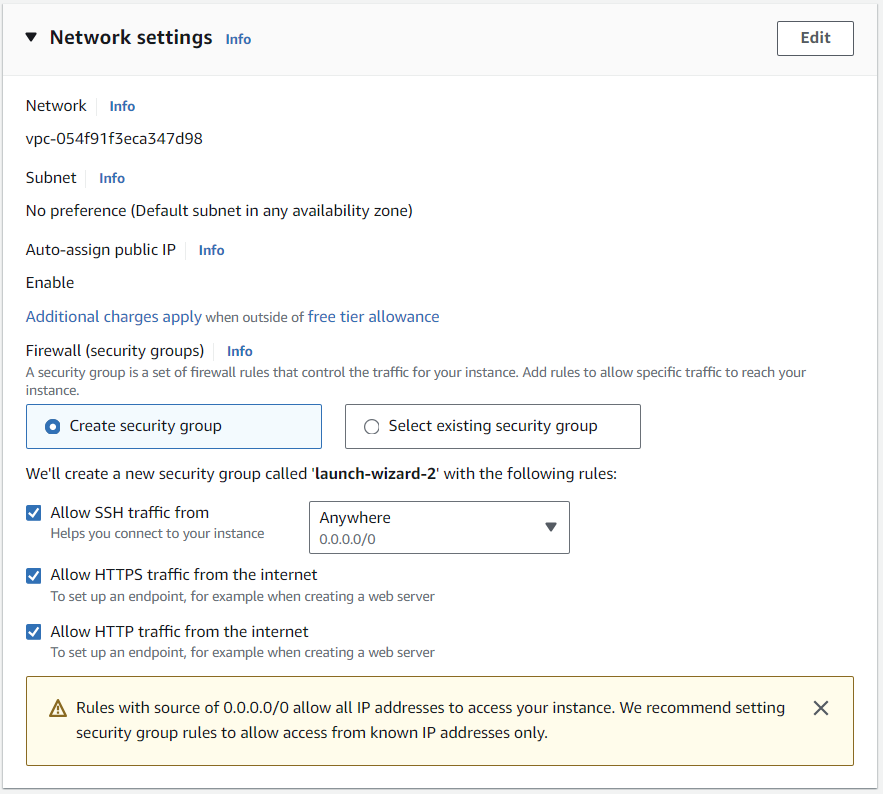 Network settings Info
Edit
Network Info
vpc-054f91f3eca347d98
Subnet Info
No preference (Default subnet in any availability zone)
Auto-assign public IP Info
Enable
Additional charges apply when outside of free tier allowance
Firewall (security groups) Info
A security group is a set of firewall rules that control the traffic for your instance. Add rules to allow specific traffic to reach your
instance.
Create security group
Select existing security group
We'll create a new security group called 'launch-wizard-2' with the following rules:
Allow SSH traffic from
Helps you connect to your instance
Anywhere
0.0.0.0/0
Allow HTTPS traffic from the internet
To set up an endpoint, for example when creating a web server
Allow HTTP traffic from the internet
To set up an endpoint, for example when creating a web server
Rules with source of 0.0.0.0/0 allow all IP addresses to access your instance. We recommend setting
security group rules to allow access from known IP addresses only.